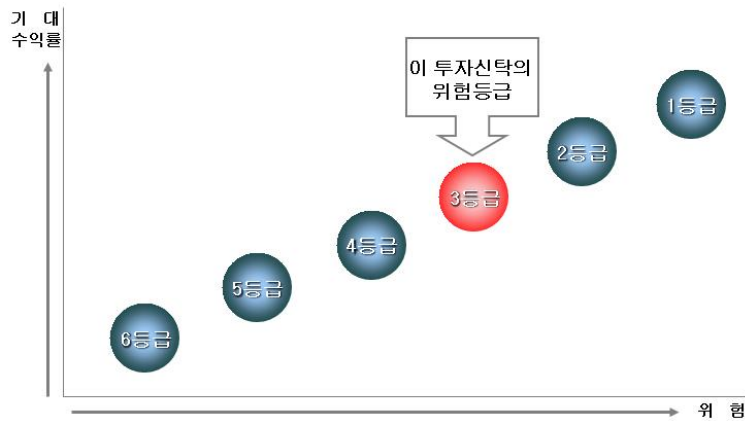 기 대
수익률
이 투자신탁의
위험등급
1등급
2등급
3등급
4등급
5등급
6등급
위 험